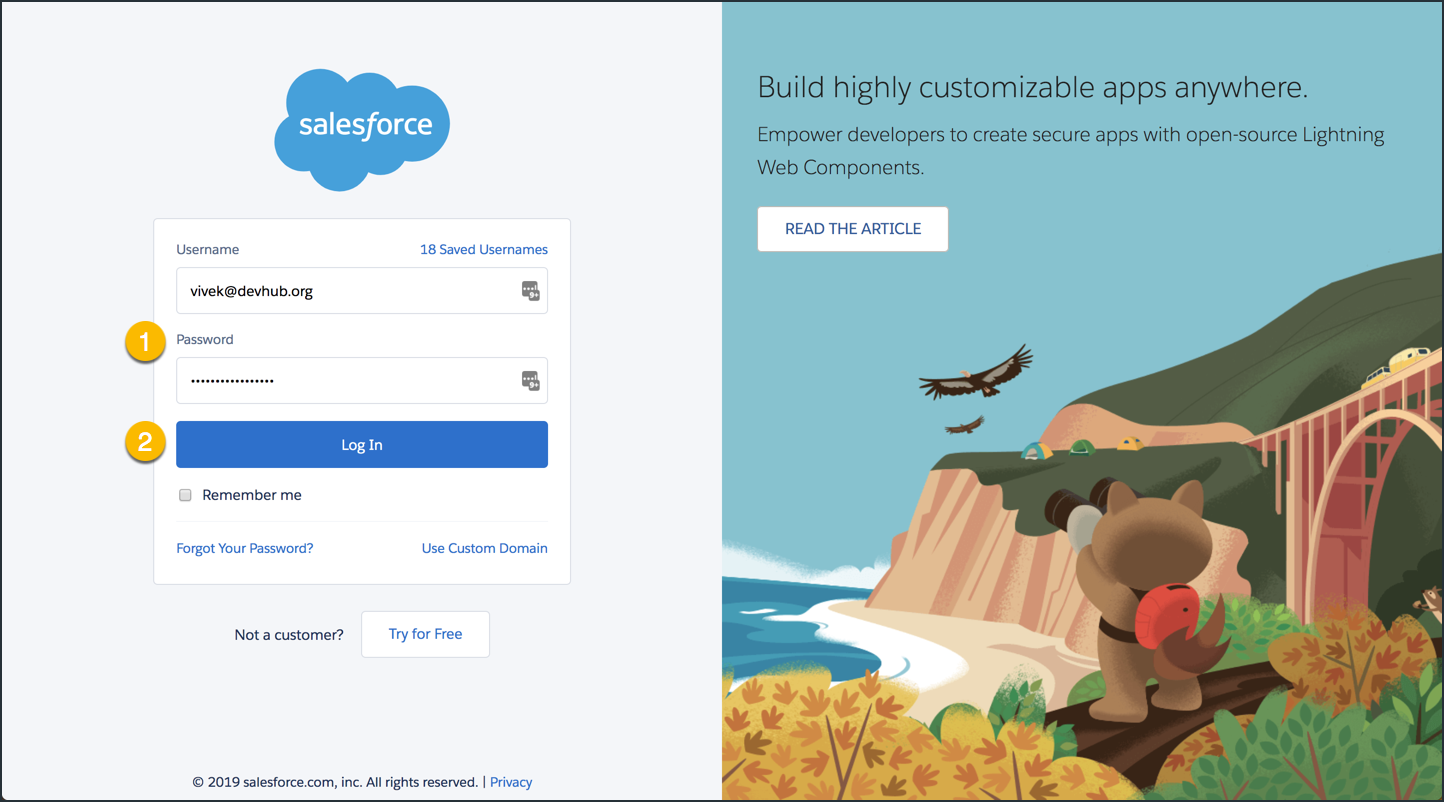 salesforce
Username
18 Saved Usernames
vivek@devhub.org
9+
1
Password
•••••••••••••••••
9+
2
Log In
Remember me
Forgot Your Password?
Use Custom Domain
Not a customer?
Try for Free
© 2019 salesforce.com, inc. All rights reserved. | Privacy
Build highly customizable apps anywhere.
Empower developers to create secure apps with open-source Lightning
Web Components.
READ THE ARTICLE